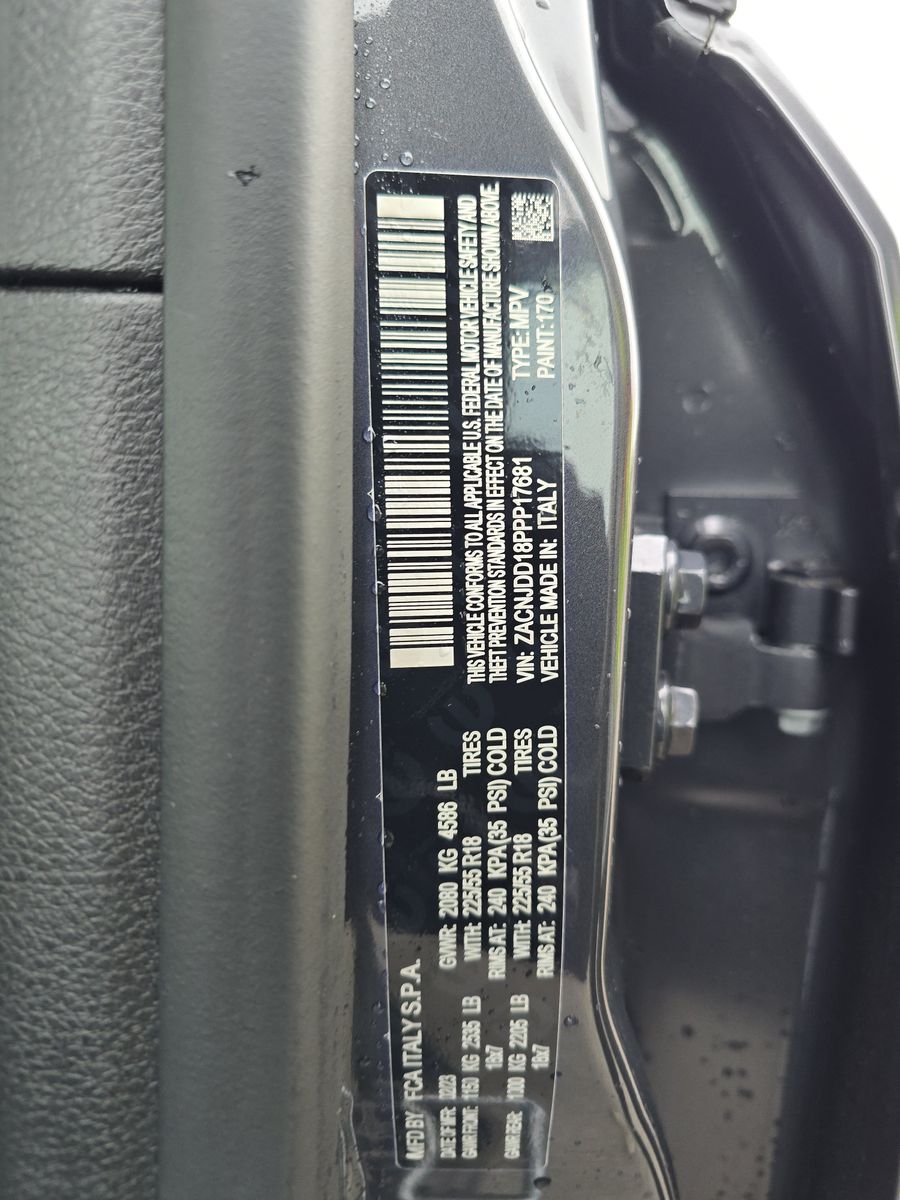 MFD BY FCA ITALY S.P.A.
GVWR: 2080 KG 4586 LB
DATE OF MFR:
GAWR FRONT: 1150 KG 2535 LB
WITH: 225/55 R18 TIRES
18x7
RIMS AT: 240 KPA(35 PSI) COLD
GAWR REAR: 1000 KG 2205 LB
WITH: 225/55 R18 TIRES
18x7
RIMS AT: 240 KPA(35 PSI) COLD
THIS VEHICLE CONFORMS TO ALL APPLICABLE U.S. FEDERAL MOTOR VEHICLE SAFETY AND
THEFT PREVENTION STANDARDS IN EFFECT ON THE DATE OF MANUFACTURE SHOWN ABOVE
VIN: ZACNJDD18PPP17681 TYPE: MPV
VEHICLE MADE IN: ITALY PAINT:170